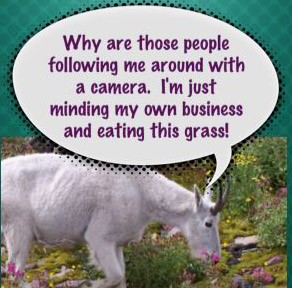 Why are those people
following me around with
a camera.  I'm just
minding my own business
and eating this grass!